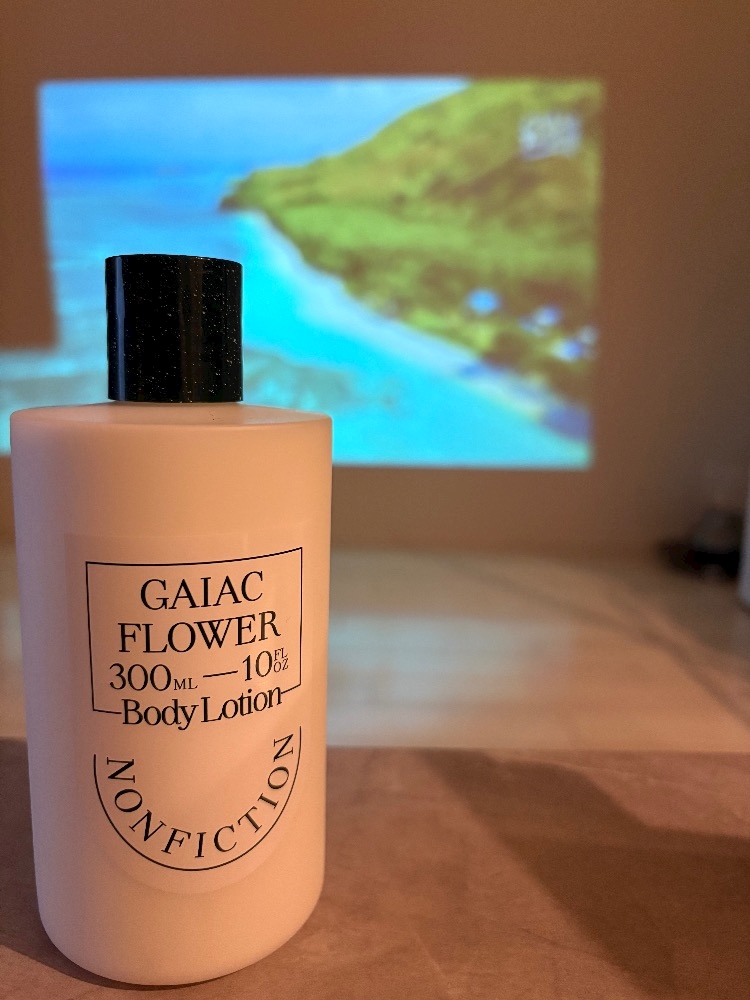 GAIAC
FLOWER
300ML — 10FL OZ
Body Lotion
NONFICTION